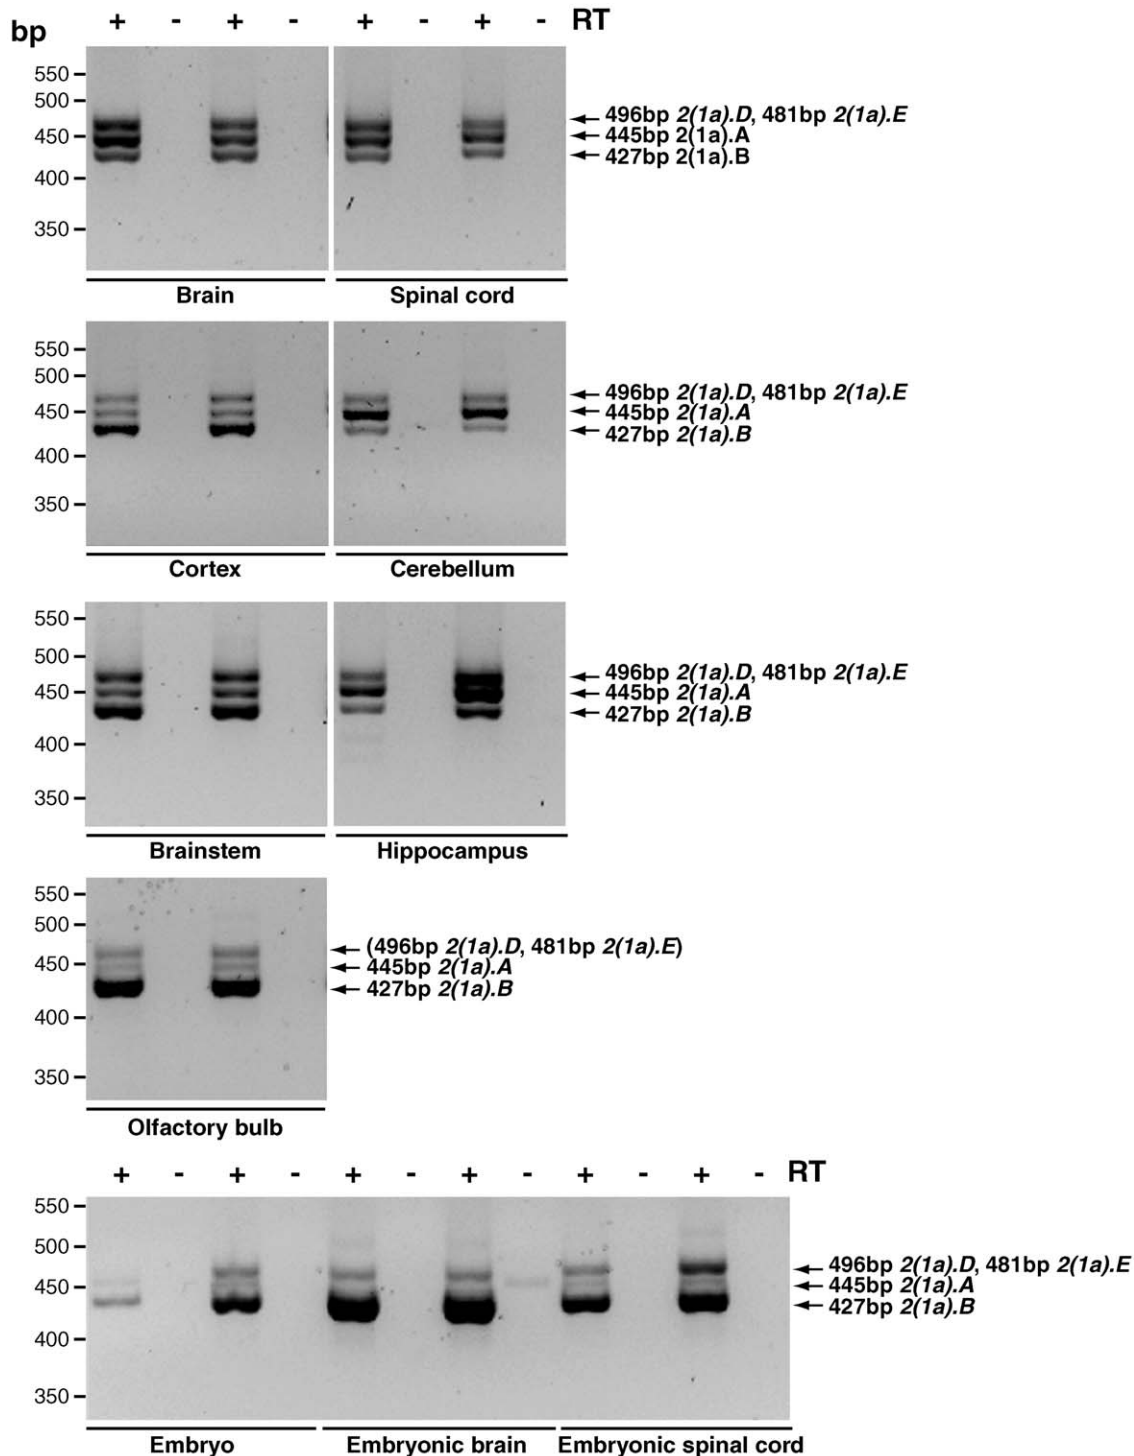 bp + - + - + - + - RT
550
500
450
400
350
496bp 2(1a).D, 481bp 2(1a).E
445bp 2(1a).A
427bp 2(1a).B
Brain Spinal cord
550
500
450
400
350
496bp 2(1a).D, 481bp 2(1a).E
445bp 2(1a).A
427bp 2(1a).B
Cortex Cerebellum
550
500
450
400
350
496bp 2(1a).D, 481bp 2(1a).E
445bp 2(1a).A
427bp 2(1a).B
Brainstem Hippocampus
550
500
450
400
350
(496bp 2(1a).D, 481bp 2(1a).E)
445bp 2(1a).A
427bp 2(1a).B
Olfactory bulb
+ - + - + - + - + - + - RT
550
500
450
400
350
496bp 2(1a).D, 481bp 2(1a).E
445bp 2(1a).A
427bp 2(1a).B
Embryo Embryonic brain Embryonic spinal cord